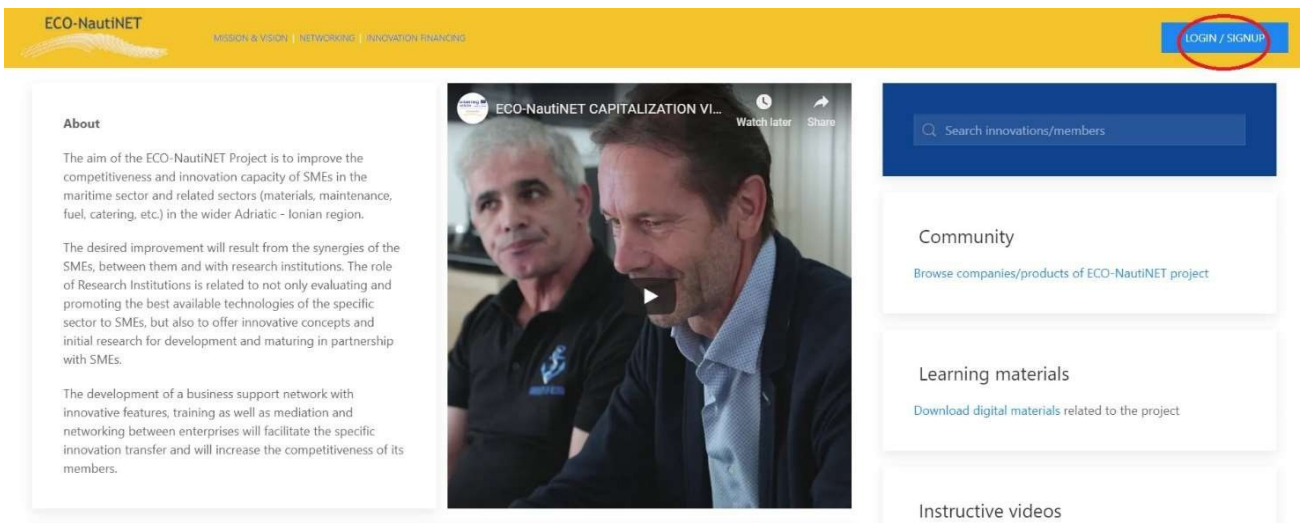 ECO-NautiNET
MISSION & VISION | NETWORKING | INNOVATION FINANCING
LOGIN / SIGNUP
About
The aim of the ECO-NautiNET Project is to improve the
competitiveness and innovation capacity of SMEs in the
maritime sector and related sectors (materials, maintenance,
fuel, catering, etc.) in the wider Adriatic - Ionian region.
The desired improvement will result from the synergies of the
SMEs, between them and with research institutions. The role
of Research Institutions is related to not only evaluating and
promoting the best available technologies of the specific
sector to SMEs, but also to offer innovative concepts and
initial research for development and maturing in partnership
with SMEs.
The development of a business support network with
innovative features, training as well as mediation and
networking between enterprises will facilitate the specific
innovation transfer and will increase the competitiveness of its
members.
ECO-NautiNET CAPITALIZATION VI...
Watch later
Share
Search innovations/members
Community
Browse companies/products of ECO-NautiNET project
Learning materials
Download digital materials related to the project
Instructive videos